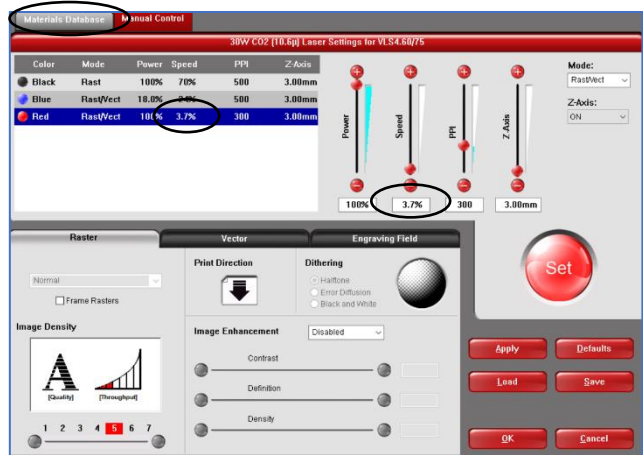 Materials Database Manual Control
30W CO2 (10.6µ) Laser Settings for VLS4.60/75
Color Mode Power Speed PPI Z-Axis
Black Rast 100% 70% 500 3.00mm
Blue Rast/Vect 18.0% 500 3.00mm
Red Rast/Vect 100% 3.7% 300 3.00mm
Power Speed PPI Z-Axis
100% 3.7% 300 3.00mm
Mode:
Rast/Vect
Z-Axis:
ON
Raster Vector Engraving Field
Normal
Frame Rasters
Image Density
[Quality] [Throughput]
1 2 3 4 5 6 7
Print Direction
Dithering
Halftone
Error Diffusion
Black and White
Image Enhancement Disabled
Contrast
Definition
Density
Set
Apply Defaults
Load Save
OK Cancel